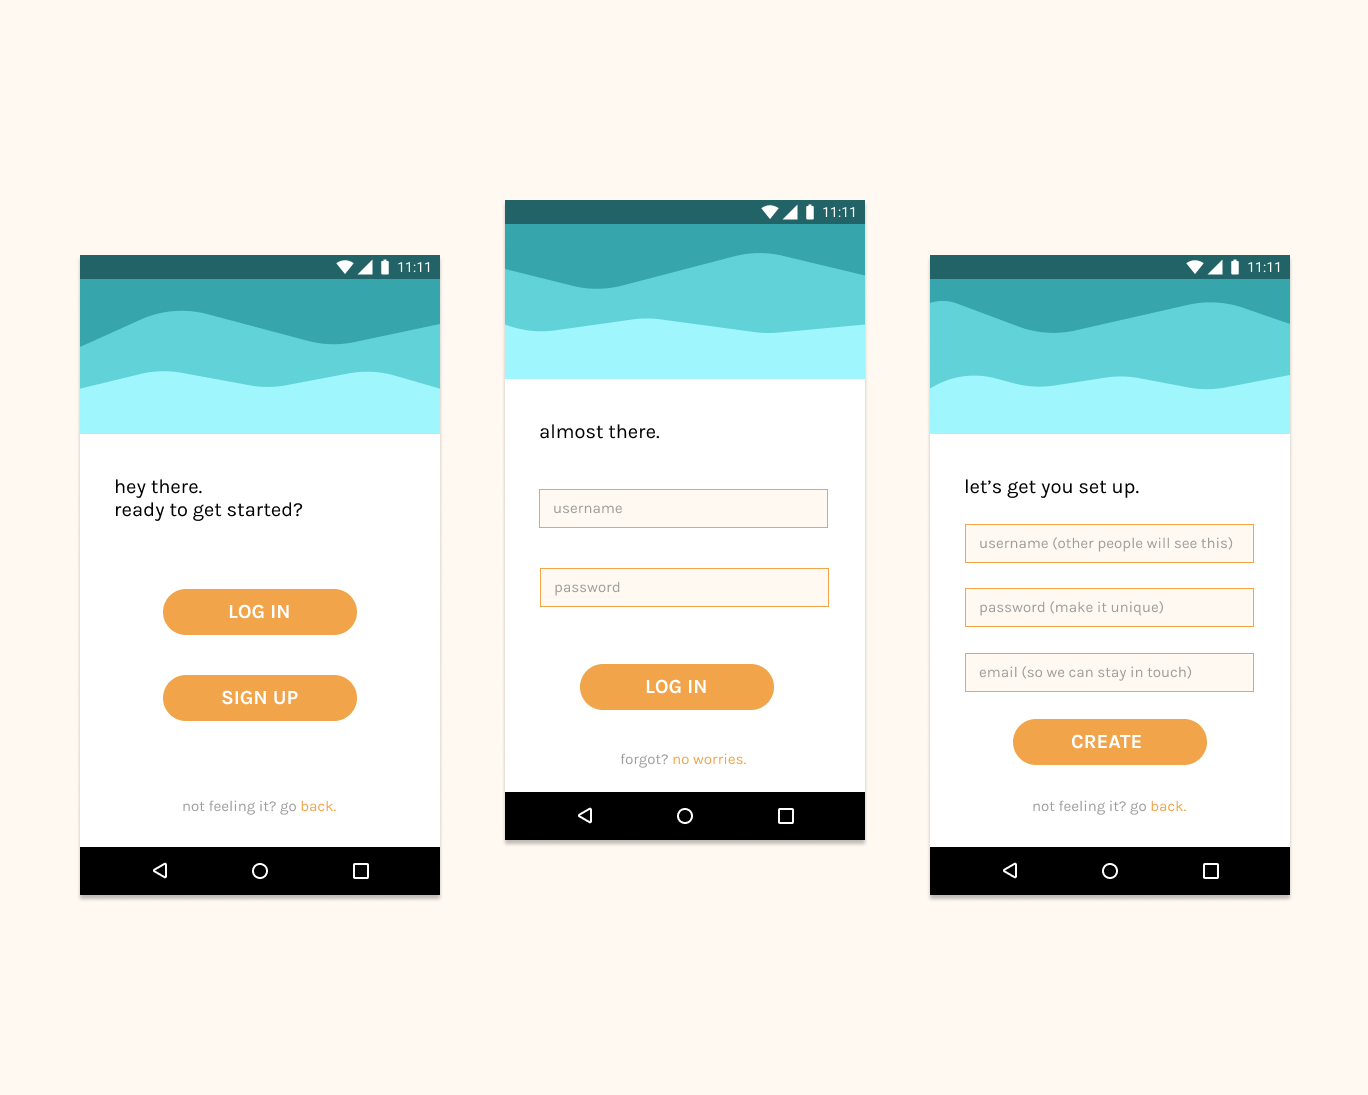 11:11
hey there.
ready to get started?
LOG IN
SIGN UP
not feeling it? go back.
11:11
almost there.
username
password
LOG IN
forgot? no worries.
11:11
let’s get you set up.
username (other people will see this)
password (make it unique)
email (so we can stay in touch)
CREATE
not feeling it? go back.